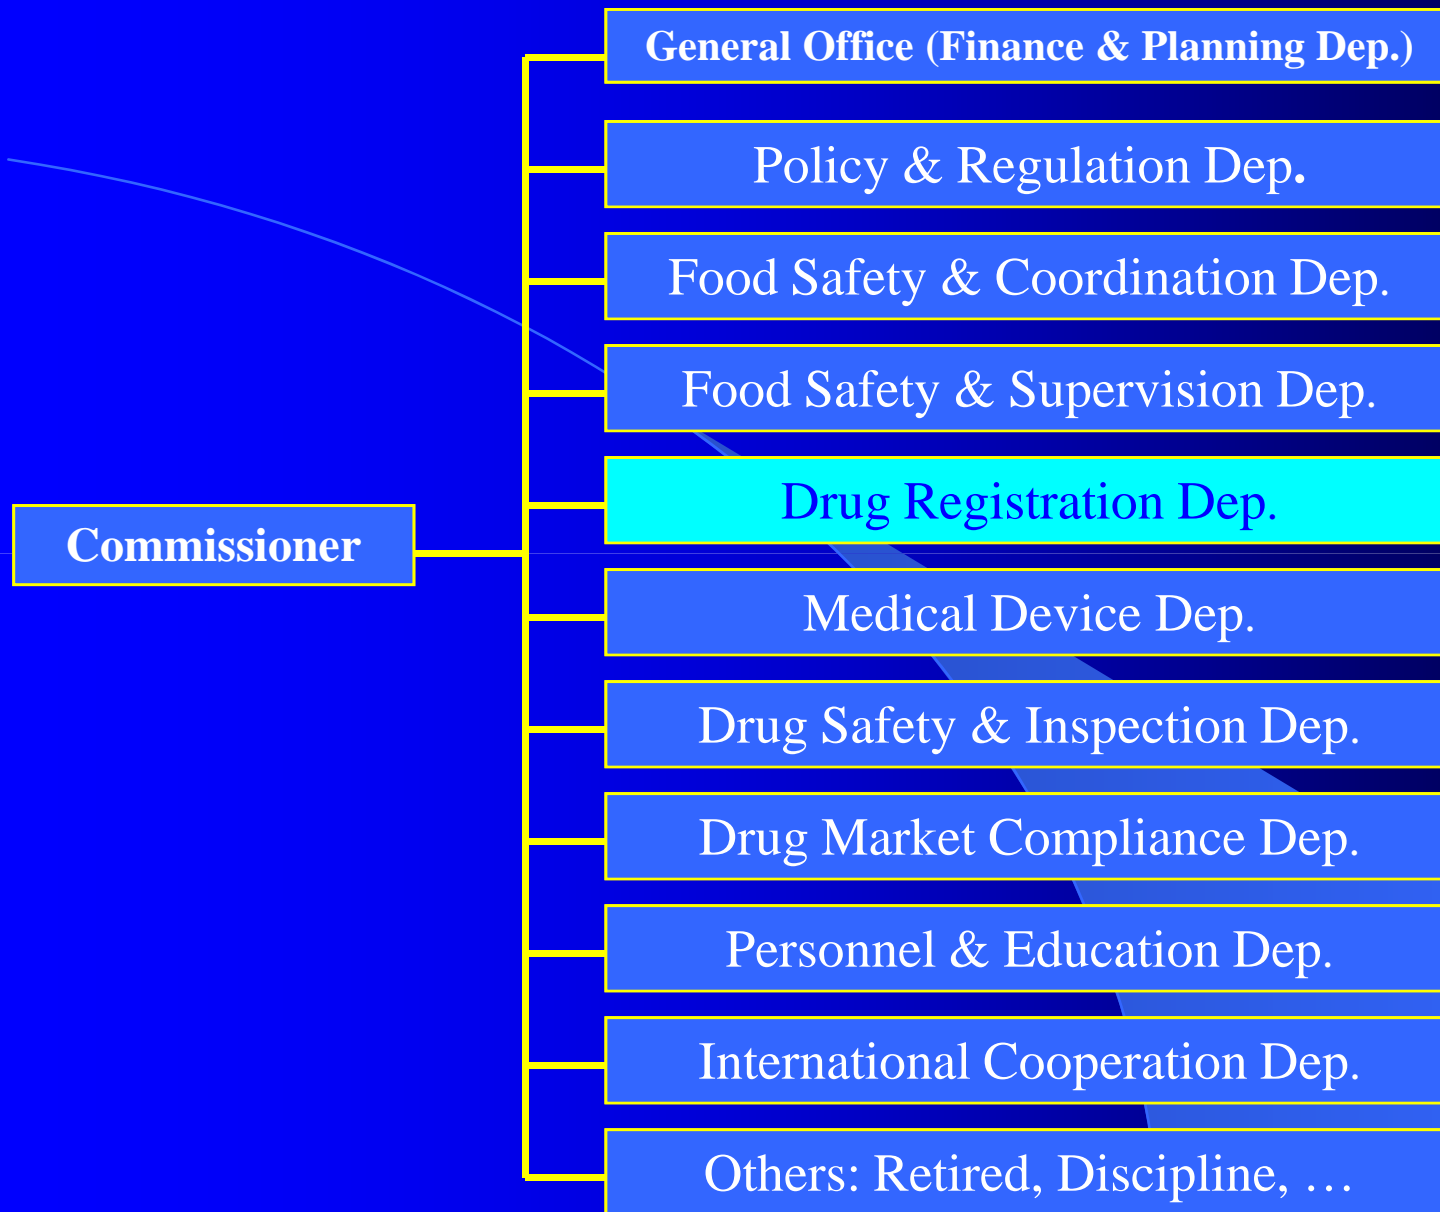 General Office (Finance & Planning Dep.)
Policy & Regulation Dep.
Food Safety & Coordination Dep.
Food Safety & Supervision Dep.
Drug Registration Dep.
Commissioner
Medical Device Dep.
Drug Safety & Inspection Dep.
Drug Market Compliance Dep.
Personnel & Education Dep.
International Cooperation Dep.
Others: Retired, Discipline, …